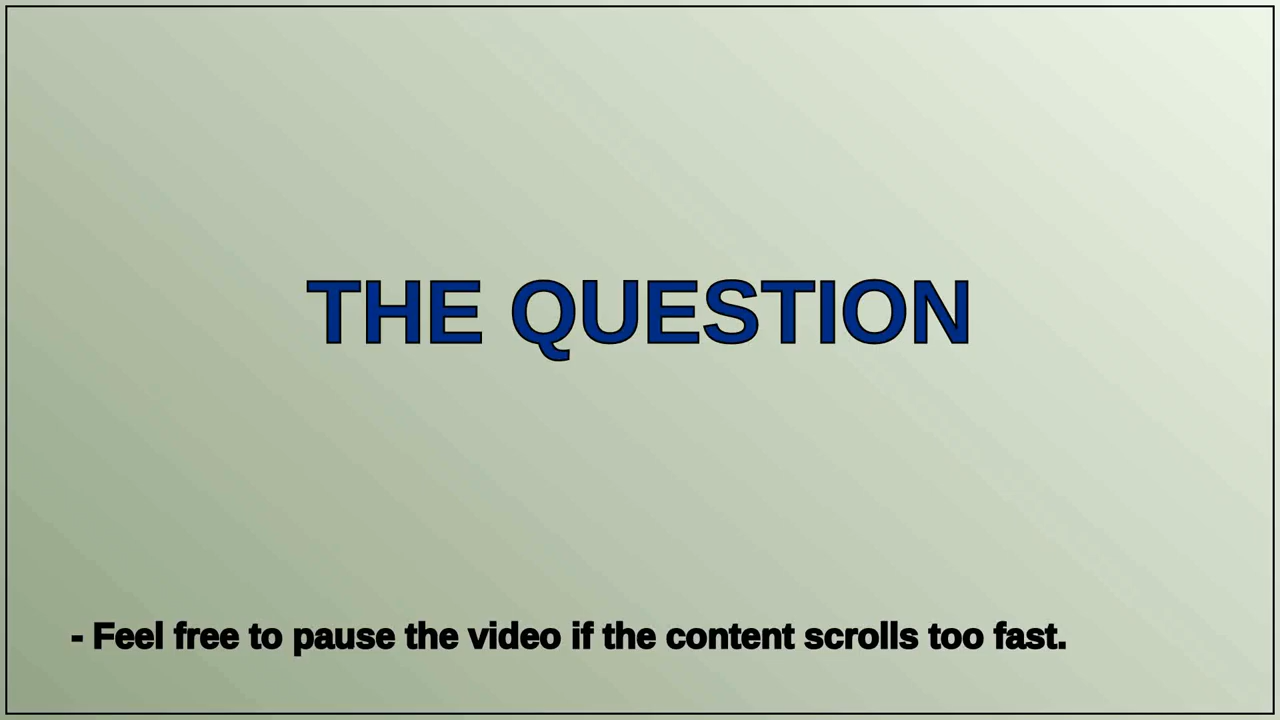 THE QUESTION
- Feel free to pause the video if the content scrolls too fast.